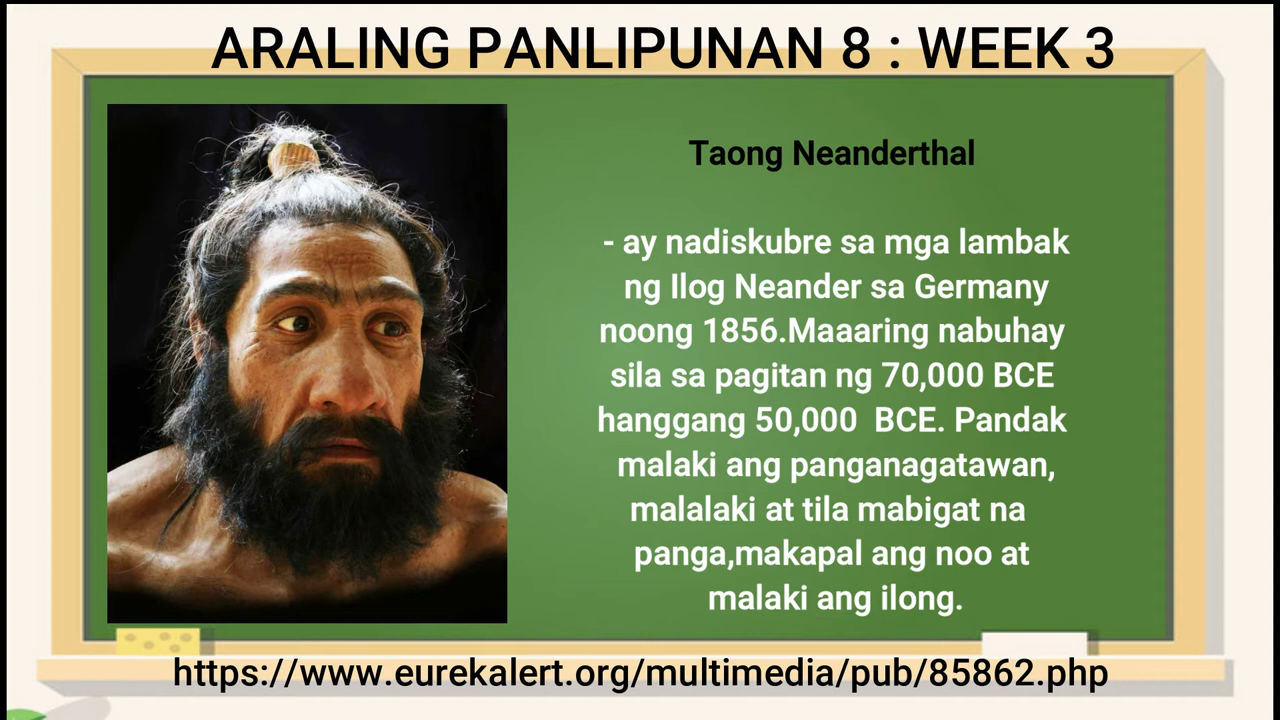 ARALING PANLIPUNAN 8 : WEEK 3
Taong Neanderthal
- ay nadiskubre sa mga lambak
ng Ilog Neander sa Germany
noong 1856.Maaaring nabuhay
sila sa pagitan ng 70,000 BCE
hanggang 50,000  BCE. Pandak
malaki ang panganagatawan,
malalaki at tila mabigat na
panga,makapal ang noo at
malaki ang ilong.
https://www.eurekalert.org/multimedia/pub/85862.php